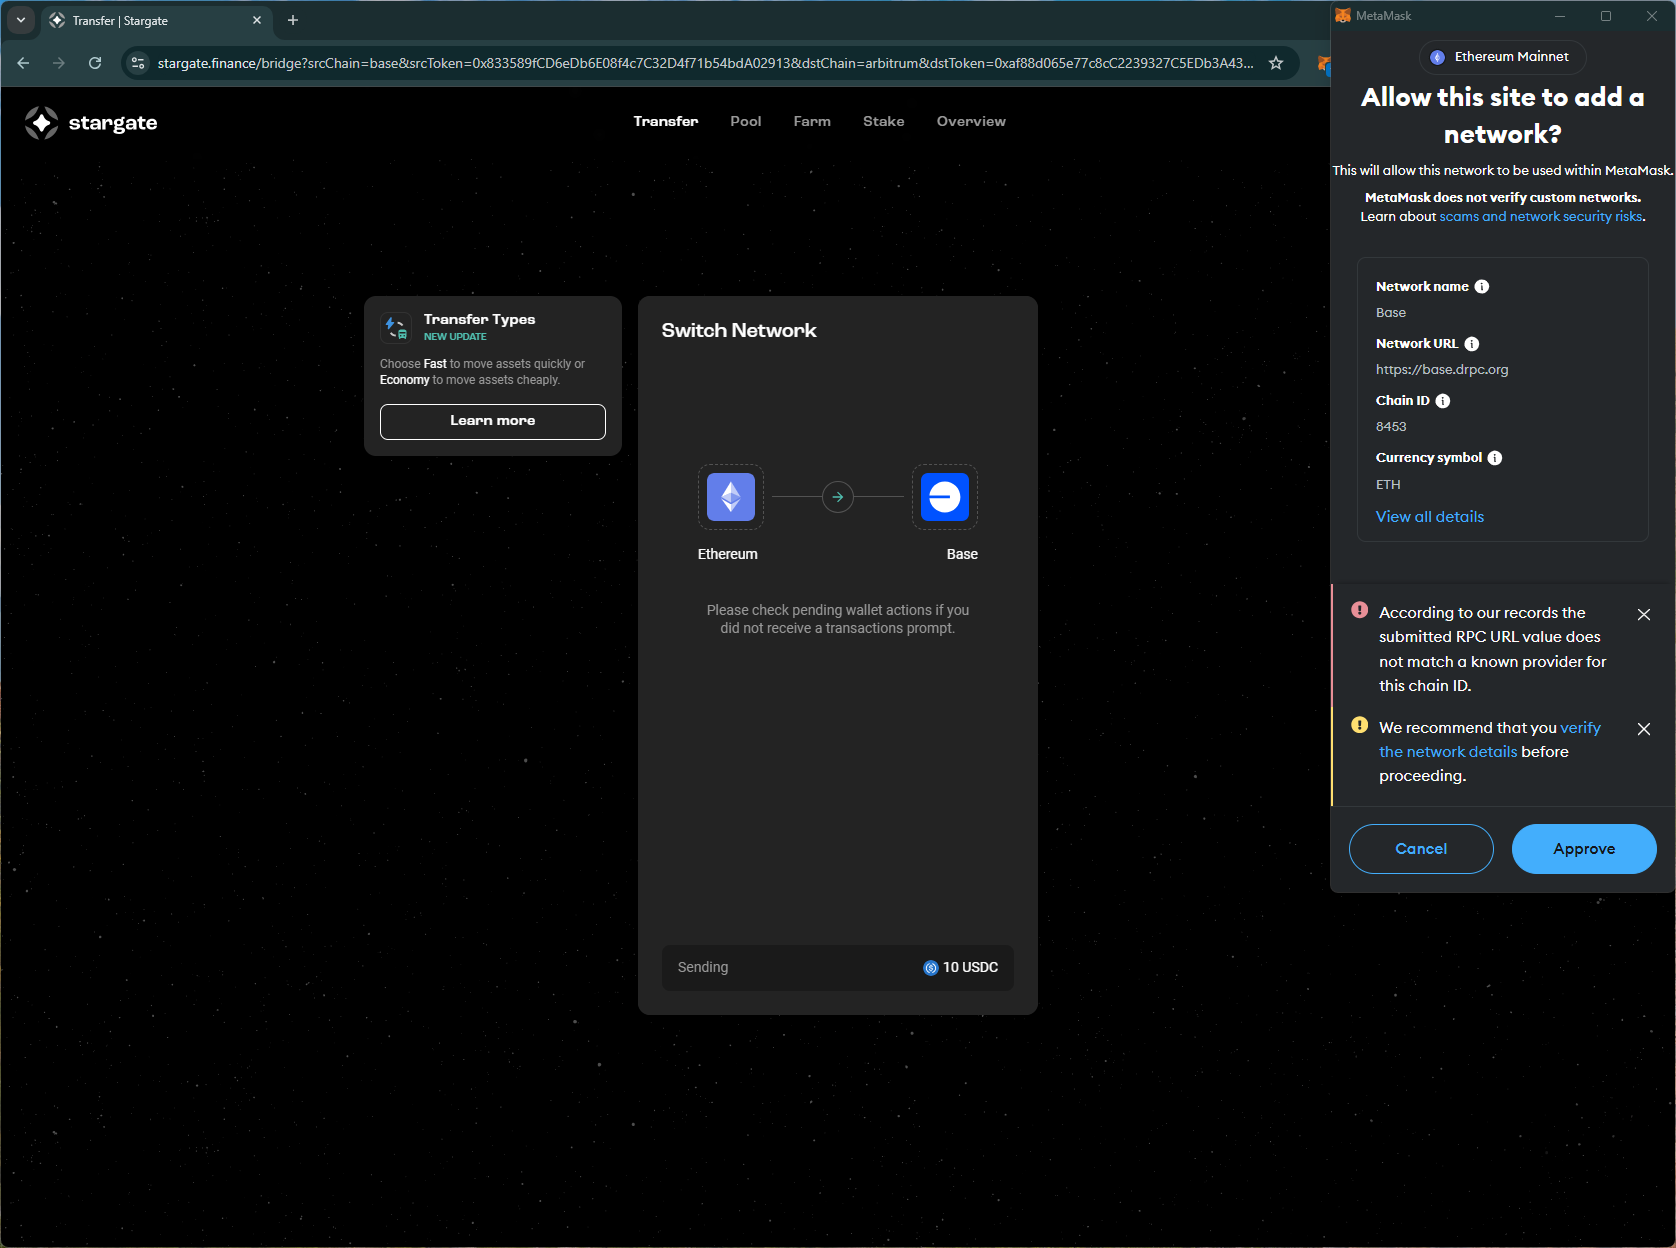 Transfer | Stargate
stargate.finance/bridge?srcChain=base&srcToken=0x833589fCD6eDb6E08f4c7C32D4f71b54bdA02913&dstChain=arbitrum&dstToken=0xaf88d065e77c8cC2239327C5EDb3A43...
stargate
Transfer
Pool
Farm
Stake
Overview
Transfer Types
NEW UPDATE
Choose Fast to move assets quickly or
Economy to move assets cheaply.
Learn more
Switch Network
Ethereum
Base
Please check pending wallet actions if you
did not receive a transactions prompt.
Sending
10 USDC
MetaMask
Ethereum Mainnet
Allow this site to add a
network?
This will allow this network to be used within MetaMask.
MetaMask does not verify custom networks.
Learn about scams and network security risks.
Network name
Base
Network URL
https://base.drpc.org
Chain ID
8453
Currency symbol
ETH
View all details
According to our records the
submitted RPC URL value does
not match a known provider for
this chain ID.
We recommend that you verify
the network details before
proceeding.
Cancel
Approve